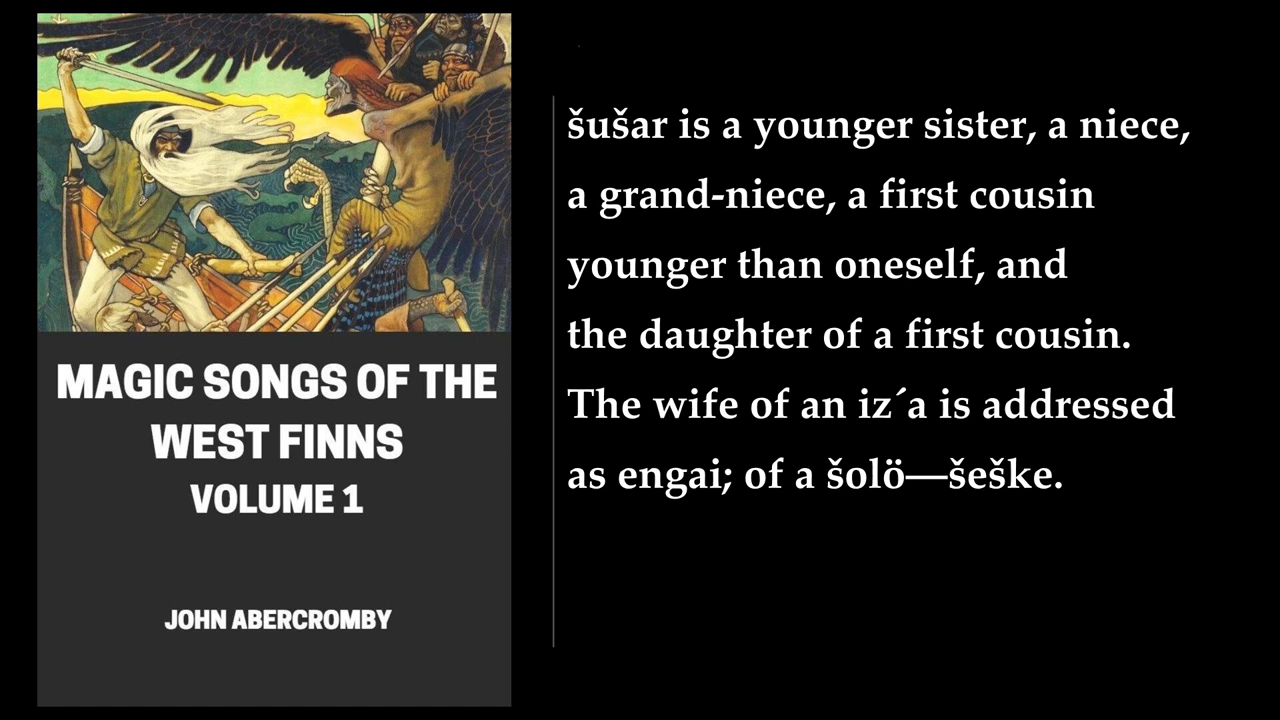 MAGIC SONGS OF THE
WEST FINNS
VOLUME 1
JOHN ABERCROMBY
šušar is a younger sister, a niece,
a grand-niece, a first cousin
younger than oneself, and
the daughter of a first cousin.
The wife of an iz´a is addressed
as engai; of a šolö—šeške.